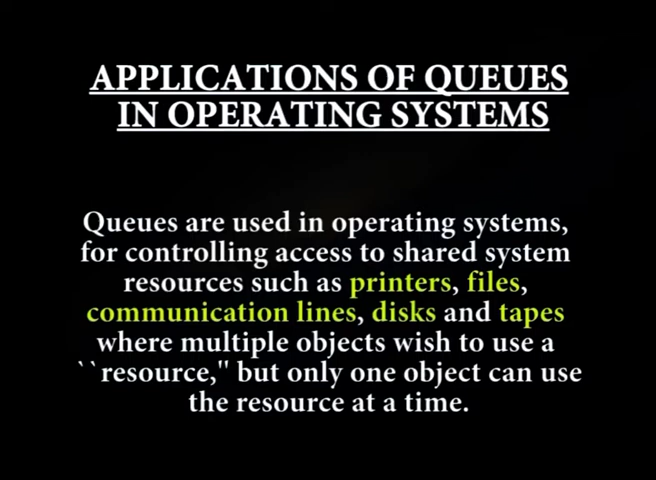 APPLICATIONS OF QUEUES
IN OPERATING SYSTEMS
Queues are used in operating systems,
for controlling access to shared system
resources such as printers, files,
communication lines, disks and tapes
where multiple objects wish to use a
``resource,'' but only one object can use
the resource at a time.